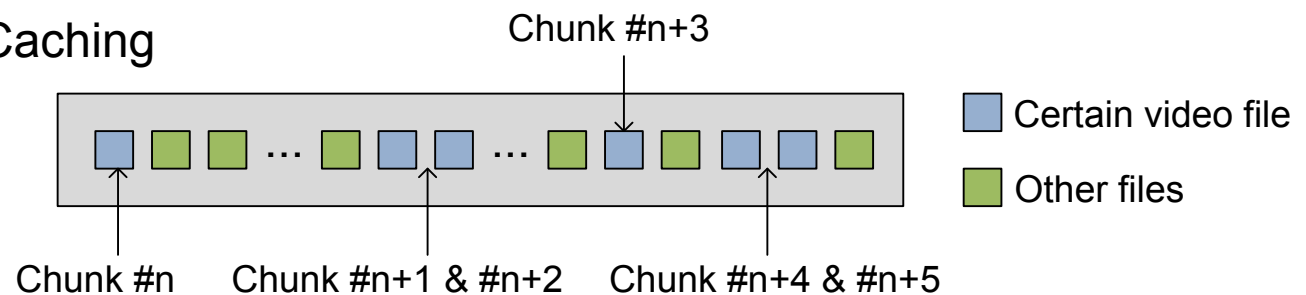 Caching
Chunk #n+3
... ...
Certain video file
Other files
Chunk #n
Chunk #n+1 & #n+2
Chunk #n+4 & #n+5